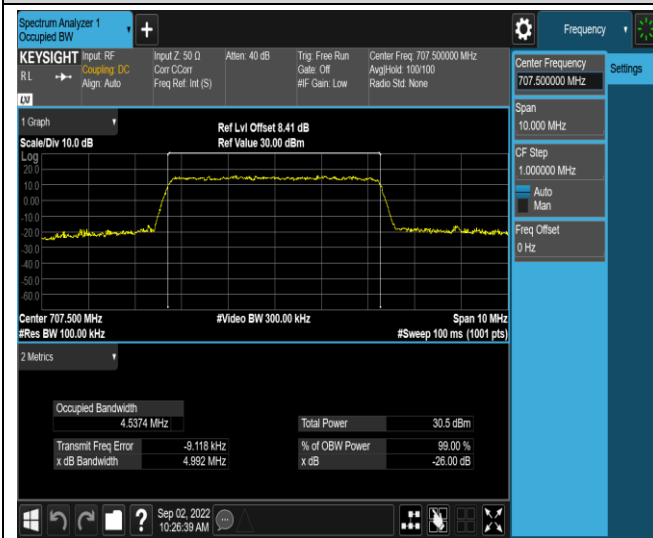 Spectrum Analyzer 1
Occupied BW
+
Frequency
KEYSIGHT
RL
LXI
Input: RF
Coupling: DC
Align: Auto
Input Z: 50 Ω
Corr CCorr
Freq Ref: Int (S)
Atten: 40 dB
Trig: Free Run
Gate: Off
#IF Gain: Low
Center Freq: 707.500000 MHz
Avg|Hold: 100/100
Radio Std: None
Center Frequency
707.500000 MHz
Settings
Span
10.000 MHz
CF Step
1.000000 MHz
Auto
Man
Freq Offset
0 Hz
1 Graph
Scale/Div 10.0 dB
Ref Lvl Offset 8.41 dB
Ref Value 30.00 dBm
Log
20.0
10.0
0.00
-10.0
-20.0
-30.0
-40.0
-50.0
-60.0
Center 707.500 MHz
#Video BW 300.00 kHz
Span 10 MHz
#Res BW 100.00 kHz
#Sweep 100 ms (1001 pts)
2 Metrics
Occupied Bandwidth
4.5374 MHz
Total Power 30.5 dBm
Transmit Freq Error -9.118 kHz
% of OBW Power 99.00 %
x dB Bandwidth 4.992 MHz
x dB -26.00 dB
?
Sep 02, 2022
10:26:39 AM